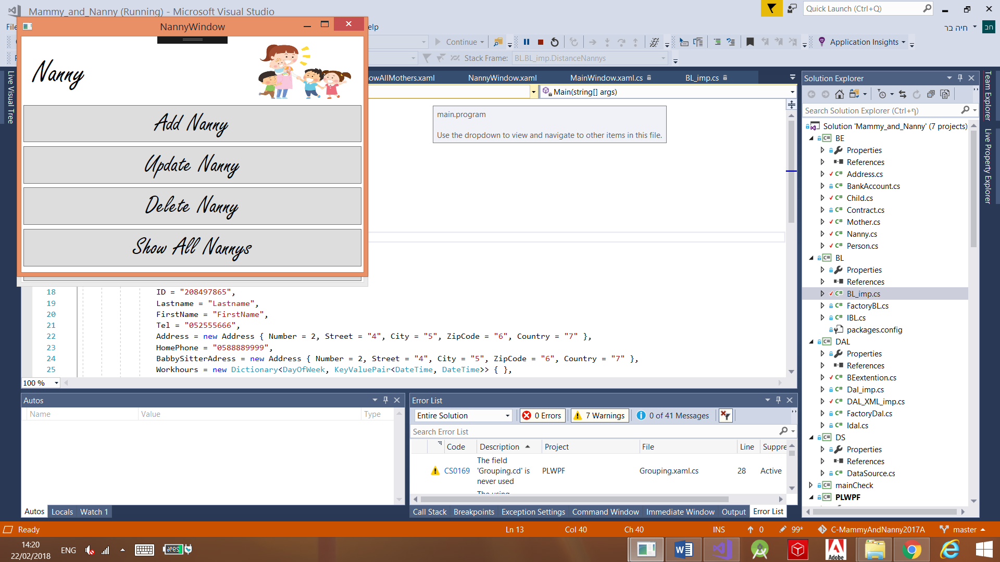 Mammy_and_Nanny (Running) - Microsoft Visual Studio
Quick Launch (Ctrl+Q)
NannyWindow
elp
חיה בר
חב
Continue
Application Insights
Stack Frame:
BL.BL_imp.DistanceNannys
Nanny
Add Nanny
Update Nanny
Delete Nanny
Show All Nannys
Live Visual Tree
owAllMothers.xaml
NannyWindow.xaml
MainWindow.xaml.cs
BL_imp.cs
Main(string[] args)
main.program
Use the dropdown to view and navigate to other items in this file.
18 ID = "208497865",
19 Lastname = "Lastname",
20 FirstName = "FirstName",
21 Tel = "052555666",
22 Address = new Address { Number = 2, Street = "4", City = "5", ZipCode = "6", Country = "7" },
23 HomePhone = "0588889999",
24 BabbySitterAdress = new Address { Number = 2, Street = "4", City = "5", ZipCode = "6", Country = "7" },
25 Workhours = new Dictionary<DayOfWeek, KeyValuePair<DateTime, DateTime>> { },
100 %
Autos
Name Value Type
Autos Locals Watch 1
Error List
Entire Solution
0 Errors
7 Warnings
0 of 41 Messages
Search Error List
Code Description Project File Line Suppre
CS0169 The field 'Grouping.cd' is never used PLWPF Grouping.xaml.cs 28 Active
Call Stack Breakpoints Exception Settings Command Window Immediate Window Output Error List
Solution Explorer
Search Solution Explorer (Ctrl+ף)
Solution 'Mammy_and_Nanny' (7 projects)
BE
Properties
References
Address.cs
BankAccount.cs
Child.cs
Contract.cs
Mother.cs
Nanny.cs
Person.cs
BL
Properties
References
BL_imp.cs
FactoryBL.cs
IBL.cs
packages.config
DAL
Properties
References
BEextention.cs
Dal_imp.cs
DAL_XML_imp.cs
FactoryDal.cs
Idal.cs
DS
Properties
References
DataSource.cs
mainCheck
PLWPF
Team Explorer
Live Property Explorer
Ready
Ln 13
Col 40
Ch 40
INS
0
99*
C-MammyAndNanny2017A
master
14:20
22/02/2018
ENG
29%
Adobe